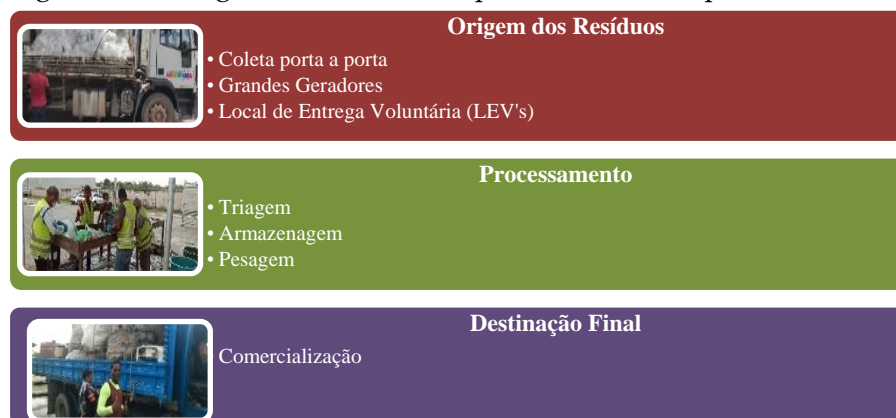 Origem dos Resíduos
• Coleta porta a porta
• Grandes Geradores
• Local de Entrega Voluntária (LEV's)
Processamento
• Triagem
• Armazenagem
• Pesagem
Destinação Final
• Comercialização